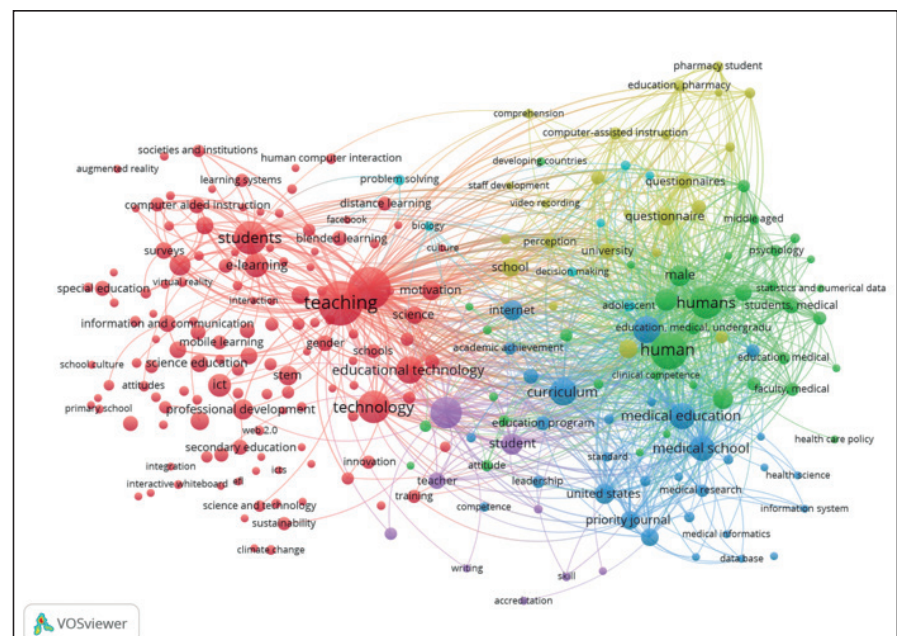 pharmacy student
education, pharmacy
comprehension
computer-assisted instruction
societies and institutions
human computer interaction
developing countries
augmented reality
learning systems
problem solving
staff development
questionnaires
computer aided instruction
distance learning
video recording
facebook
students
blended learning
biology
questionnaire
middle aged
surveys
culture
perception
university
psychology
e-learning
school
decision making
male
special education
virtual reality
motivation
statistics and numerical data
interaction
teaching
adolescent
humans
students, medical
science
internet
information and communication
education, medical, undergradu
mobile learning
gender
schools
academic achievement
human
education, medical
school culture
science education
stem
educational technology
clinical competence
faculty, medical
attitudes
ict
curriculum
primary school
professional development
technology
education program
medical education
web 2.0
student
health care policy
secondary education
medical school
integration
icts
innovation
attitude
standard
health science
interactive whiteboard
efl
teacher
leadership
united states
medical research
training
science and technology
competence
information system
sustainability
priority journal
medical informatics
climate change
data base
writing
skill
accreditation
VOSviewer